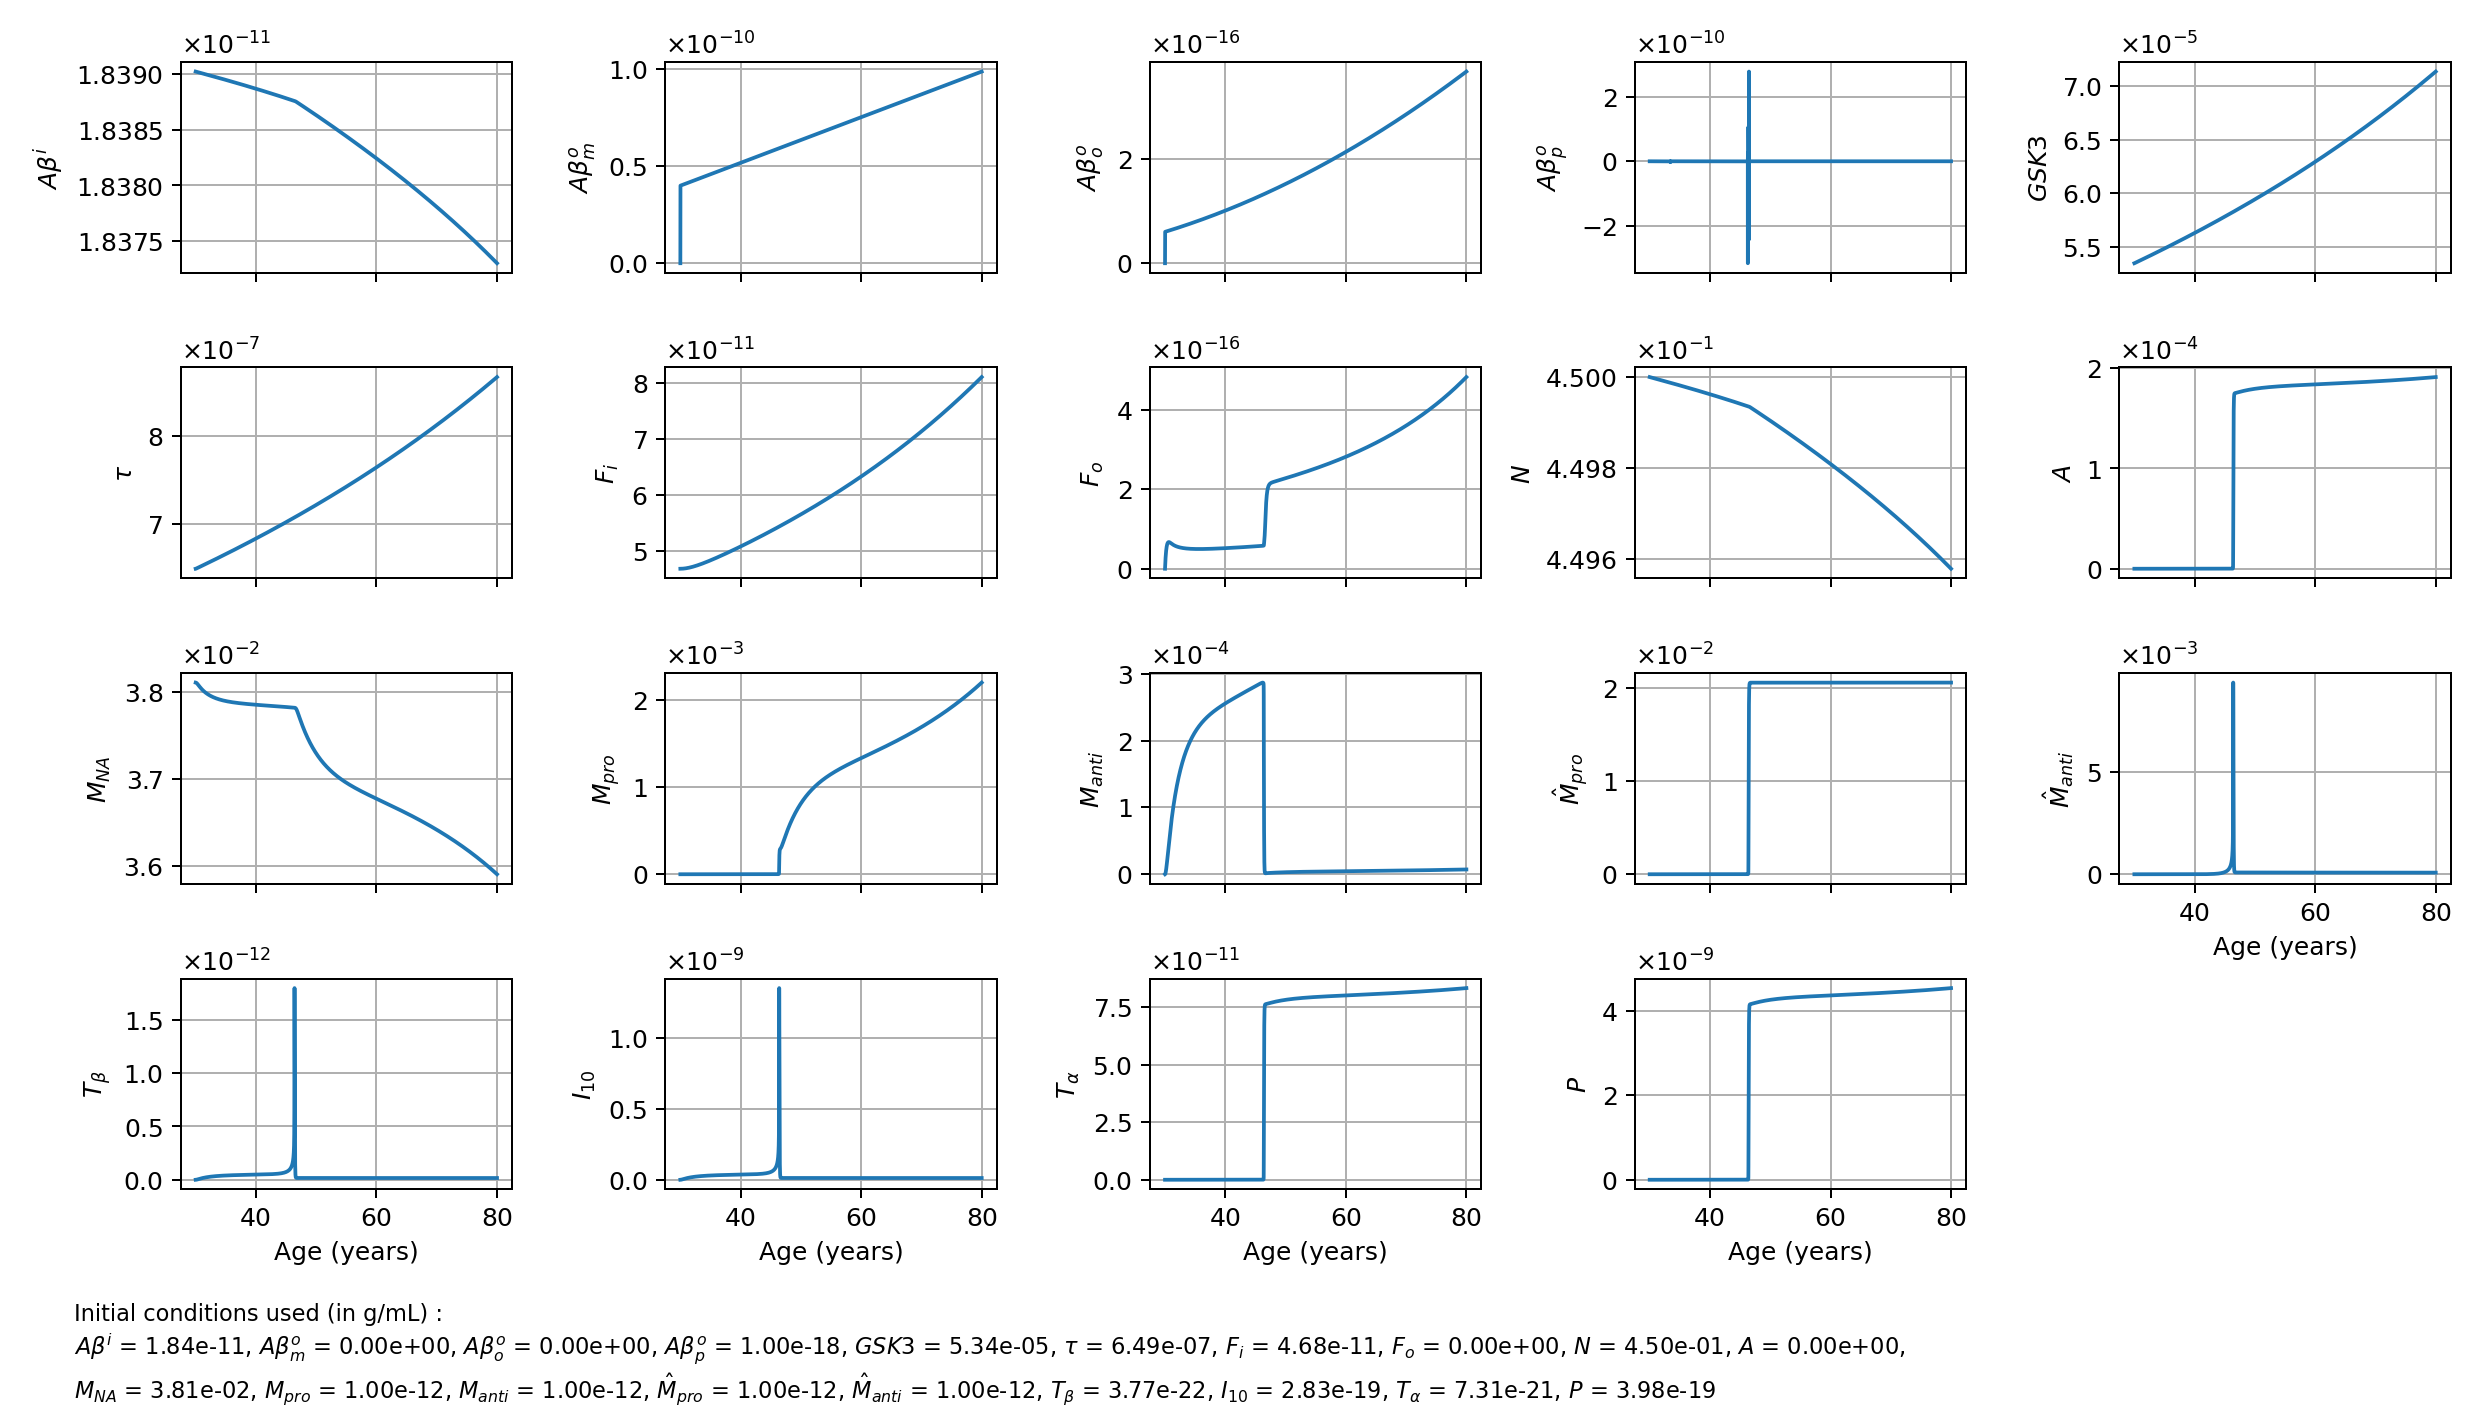 ×10⁻¹¹ ×10⁻¹⁰ ×10⁻¹⁶ ×10⁻¹⁰ ×10⁻⁵
Aβⁱ 1.8390 1.8385 1.8380 1.8375
Aβₘᵒ 1.0 0.5 0.0
Aβₒᵒ 2 0
Aβₚᵒ 2 0 −2
GSK3 7.0 6.5 6.0 5.5
×10⁻⁷ ×10⁻¹¹ ×10⁻¹⁶ ×10⁻¹ ×10⁻⁴
τ 8 7
Fᵢ 8 7 6 5
Fₒ 4 2 0
N 4.500 4.498 4.496
A 2 1 0
×10⁻² ×10⁻³ ×10⁻⁴ ×10⁻² ×10⁻³
M_NA 3.8 3.7 3.6
M_pro 2 1 0
M_anti 3 2 1 0
M̂_pro 2 1 0
M̂_anti 5 0
40 60 80
Age (years)
×10⁻¹² ×10⁻⁹ ×10⁻¹¹ ×10⁻⁹
T_β 1.5 1.0 0.5 0.0
I₁₀ 1.0 0.5 0.0
T_α 7.5 5.0 2.5 0.0
P 4 2 0
40 60 80 40 60 80 40 60 80 40 60 80
Age (years) Age (years) Age (years) Age (years)
Initial conditions used (in g/mL) :
Aβⁱ = 1.84e-11, Aβₘᵒ = 0.00e+00, Aβₒᵒ = 0.00e+00, Aβₚᵒ = 1.00e-18, GSK3 = 5.34e-05, τ = 6.49e-07, Fᵢ = 4.68e-11, Fₒ = 0.00e+00, N = 4.50e-01, A = 0.00e+00,
M_NA = 3.81e-02, M_pro = 1.00e-12, M_anti = 1.00e-12, M̂_pro = 1.00e-12, M̂_anti = 1.00e-12, T_β = 3.77e-22, I₁₀ = 2.83e-19, T_α = 7.31e-21, P = 3.98e-19